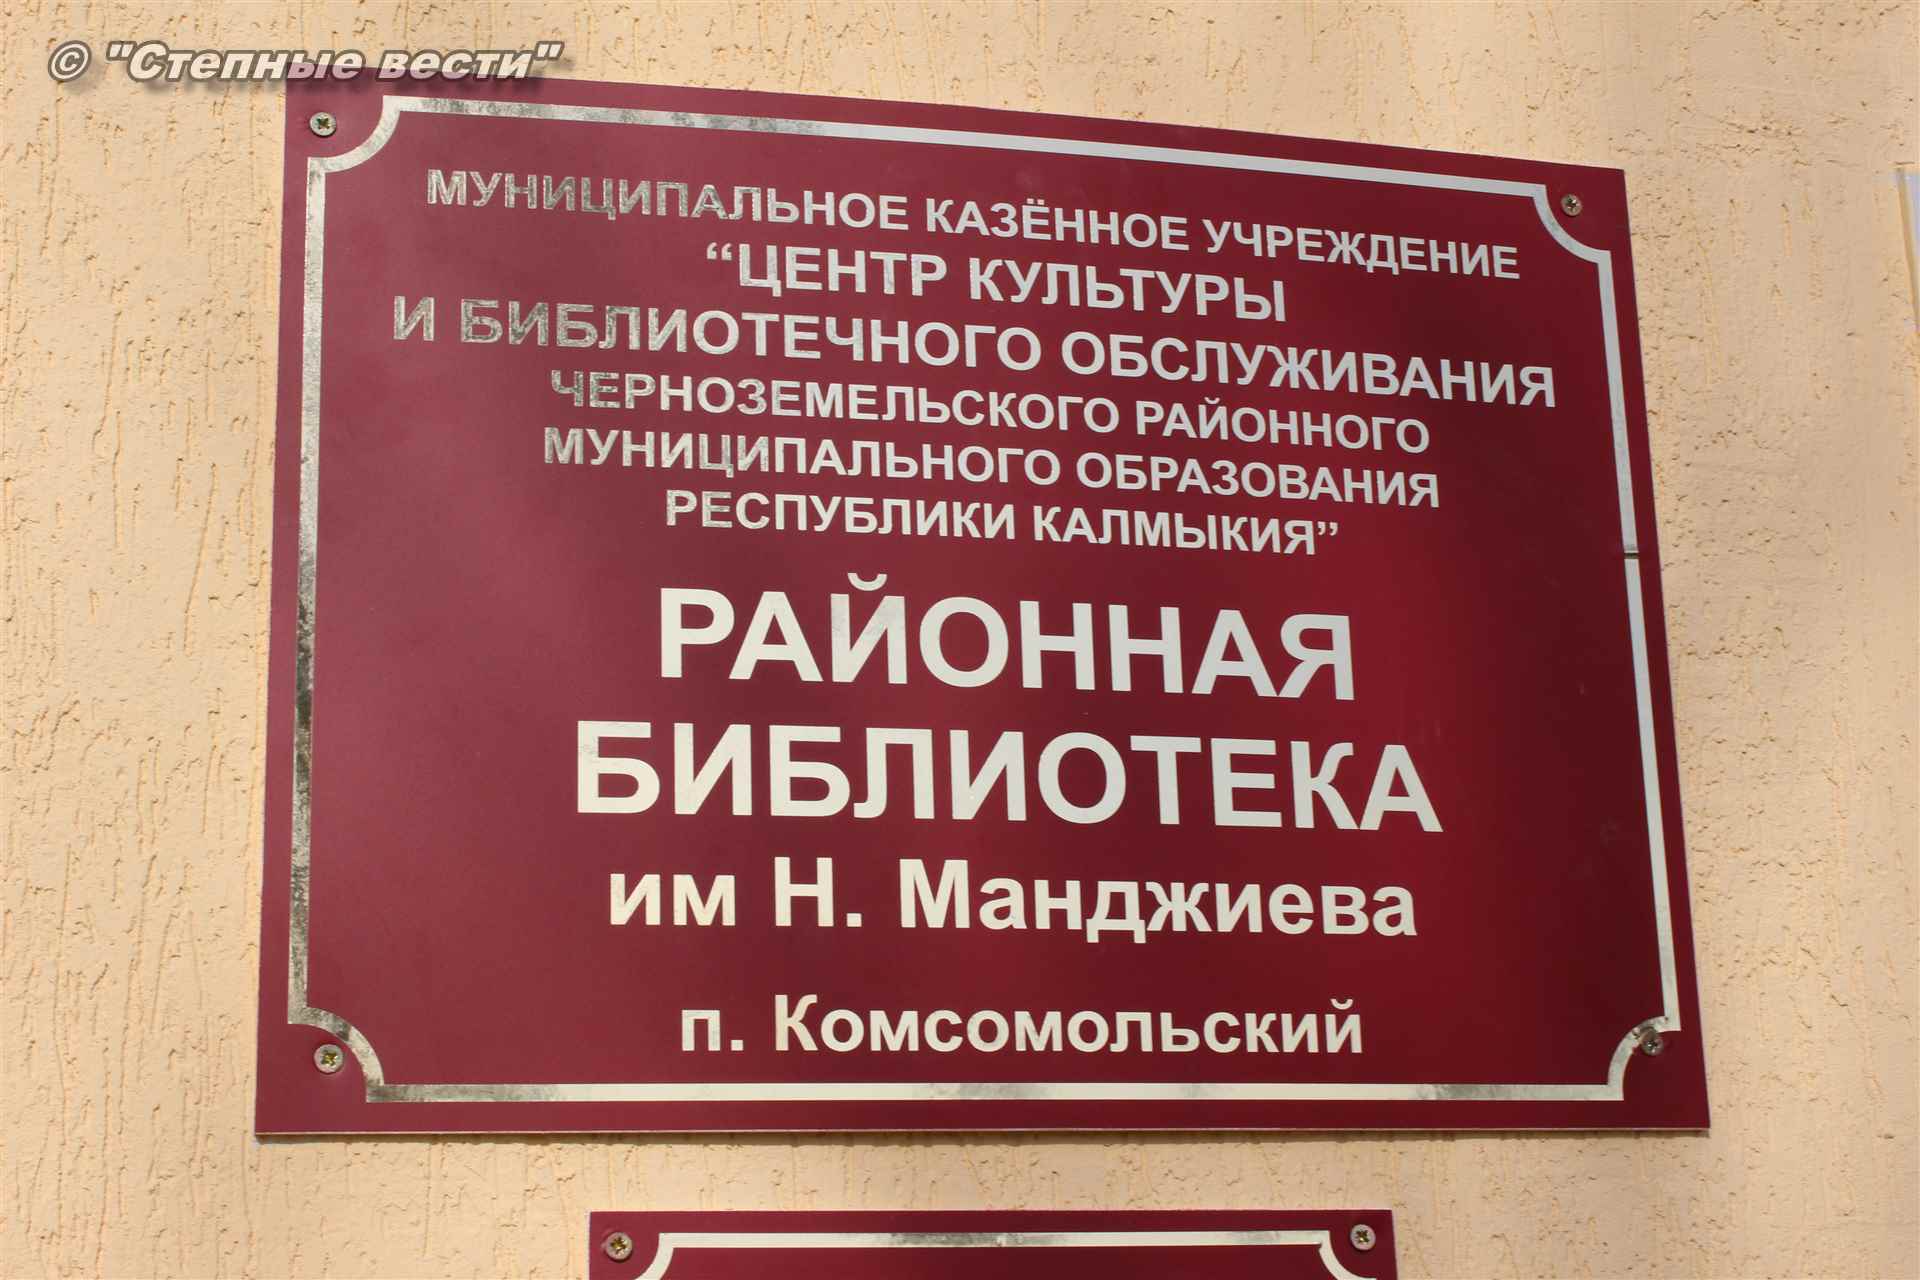 © "Степные вести"
МУНИЦИПАЛЬНОЕ КАЗЁННОЕ УЧРЕЖДЕНИЕ
“ЦЕНТР КУЛЬТУРЫ
И БИБЛИОТЕЧНОГО ОБСЛУЖИВАНИЯ
ЧЕРНОЗЕМЕЛЬСКОГО РАЙОННОГО
МУНИЦИПАЛЬНОГО ОБРАЗОВАНИЯ
РЕСПУБЛИКИ КАЛМЫКИЯ”
РАЙОННАЯ
БИБЛИОТЕКА
им Н. Манджиева
п. Комсомольский